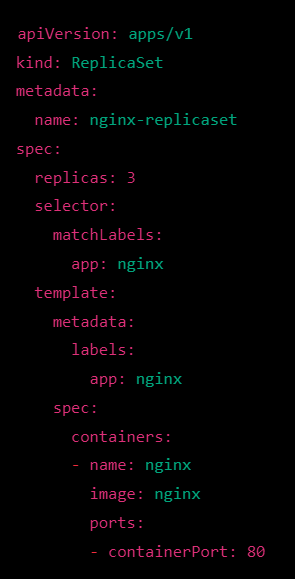 apiVersion: apps/v1
kind: ReplicaSet
metadata:
  name: nginx-replicaset
spec:
  replicas: 3
  selector:
    matchLabels:
      app: nginx
  template:
    metadata:
      labels:
        app: nginx
    spec:
      containers:
      - name: nginx
        image: nginx
        ports:
        - containerPort: 80